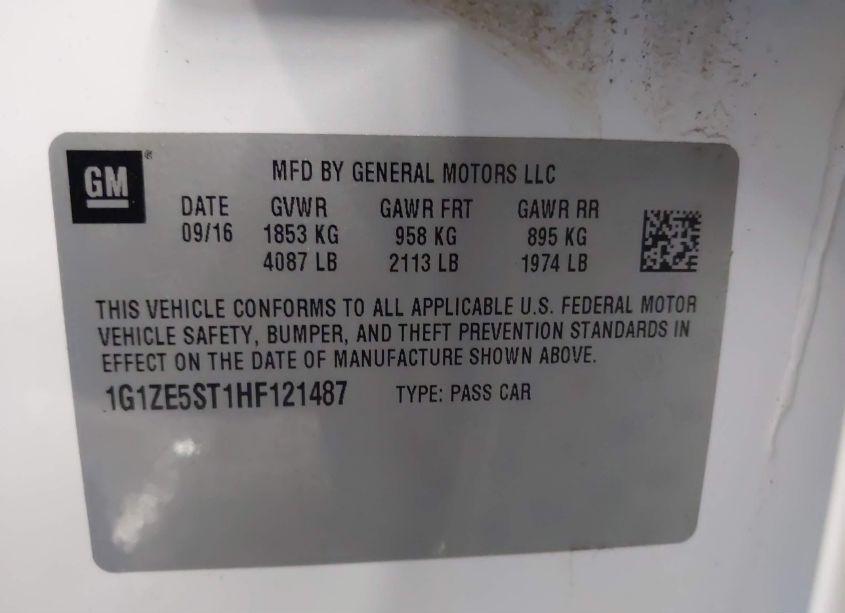 GM®
MFD BY GENERAL MOTORS LLC
DATE GVWR GAWR FRT GAWR RR
09/16 1853 KG 958 KG 895 KG
4087 LB 2113 LB 1974 LB
THIS VEHICLE CONFORMS TO ALL APPLICABLE U.S. FEDERAL MOTOR
VEHICLE SAFETY, BUMPER, AND THEFT PREVENTION STANDARDS IN
EFFECT ON THE DATE OF MANUFACTURE SHOWN ABOVE.
1G1ZE5ST1HF121487 TYPE: PASS CAR